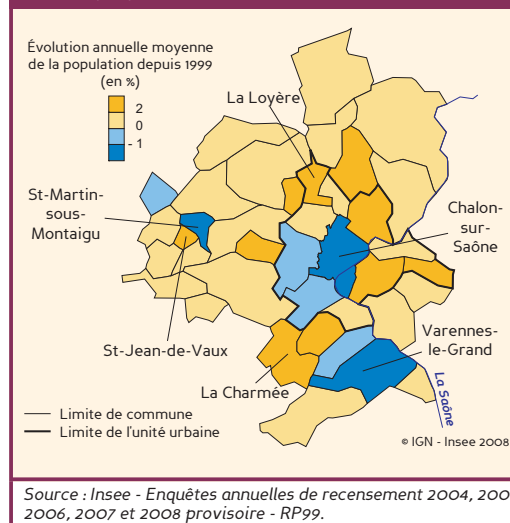 Évolution annuelle moyenne
de la population depuis 1999
(en %)
2
0
- 1
La Loyère
St-Martin-
sous-
Montaigu
Chalon-
sur-
Saône
St-Jean-de-Vaux
Varennes-
le-Grand
La Charmée
La Saône
Limite de commune
Limite de l'unité urbaine
© IGN - Insee 2008
Source : Insee - Enquêtes annuelles de recensement 2004, 200
2006, 2007 et 2008 provisoire - RP99.